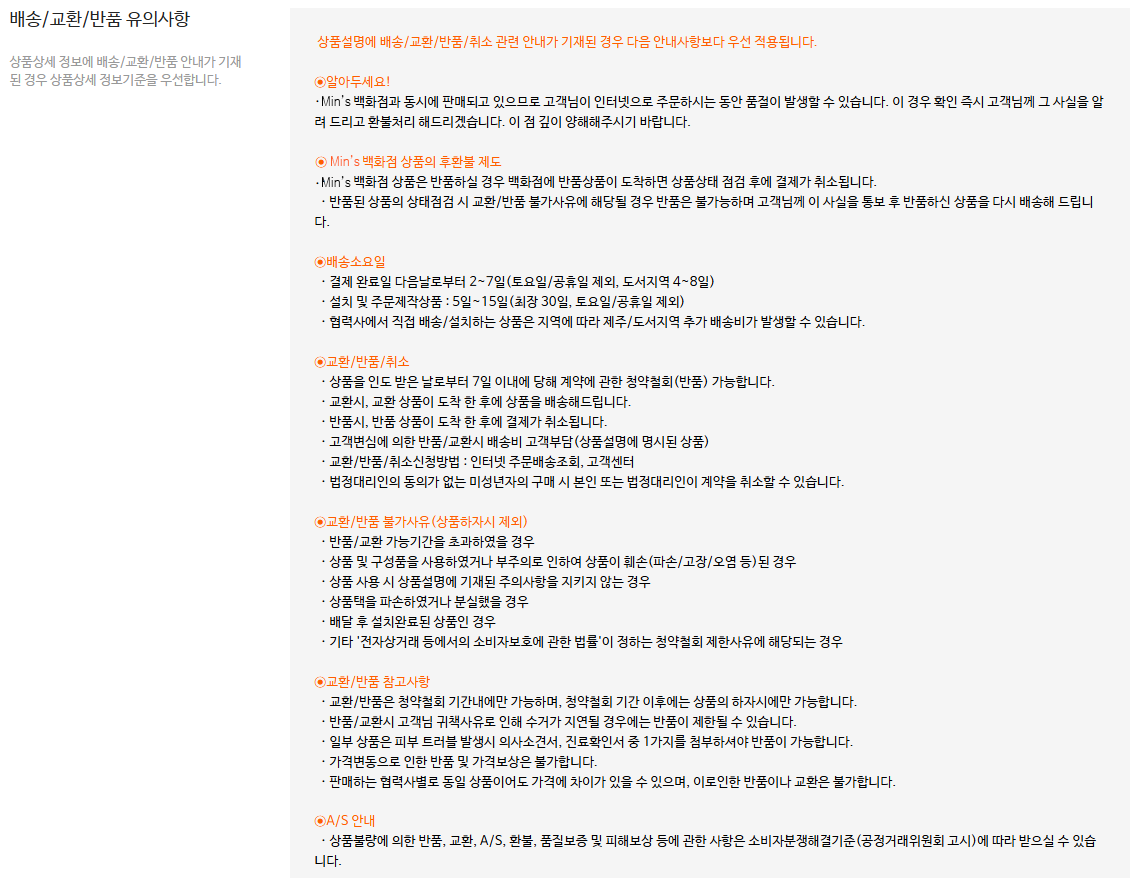 배송/교환/반품 유의사항
상품상세 정보에 배송/교환/반품 안내가 기재
된 경우 상품상세 정보기준을 우선합니다.
상품설명에 배송/교환/반품/취소 관련 안내가 기재된 경우 다음 안내사항보다 우선 적용됩니다.
◉알아두세요!
·Min's 백화점과 동시에 판매되고 있으므로 고객님이 인터넷으로 주문하시는 동안 품절이 발생할 수 있습니다. 이 경우 확인 즉시 고객님께 그 사실을 알
려 드리고 환불처리 해드리겠습니다. 이 점 깊이 양해해주시기 바랍니다.
◉ Min's 백화점 상품의 후환불 제도
·Min's 백화점 상품은 반품하실 경우 백화점에 반품상품이 도착하면 상품상태 점검 후에 결제가 취소됩니다.
· 반품된 상품의 상태점검 시 교환/반품 불가사유에 해당될 경우 반품은 불가능하며 고객님께 이 사실을 통보 후 반품하신 상품을 다시 배송해 드립니
다.
◉배송소요일
· 결제 완료일 다음날로부터 2~7일(토요일/공휴일 제외, 도서지역 4~8일)
· 설치 및 주문제작상품 : 5일~15일(최장 30일, 토요일/공휴일 제외)
· 협력사에서 직접 배송/설치하는 상품은 지역에 따라 제주/도서지역 추가 배송비가 발생할 수 있습니다.
◉교환/반품/취소
· 상품을 인도 받은 날로부터 7일 이내에 당해 계약에 관한 청약철회(반품) 가능합니다.
· 교환시, 교환 상품이 도착 한 후에 상품을 배송해드립니다.
· 반품시, 반품 상품이 도착 한 후에 결제가 취소됩니다.
· 고객변심에 의한 반품/교환시 배송비 고객부담(상품설명에 명시된 상품)
· 교환/반품/취소신청방법 : 인터넷 주문배송조회, 고객센터
· 법정대리인의 동의가 없는 미성년자의 구매 시 본인 또는 법정대리인이 계약을 취소할 수 있습니다.
◉교환/반품 불가사유(상품하자시 제외)
· 반품/교환 가능기간을 초과하였을 경우
· 상품 및 구성품을 사용하였거나 부주의로 인하여 상품이 훼손(파손/고장/오염 등)된 경우
· 상품 사용 시 상품설명에 기재된 주의사항을 지키지 않는 경우
· 상품택을 파손하였거나 분실했을 경우
· 배달 후 설치완료된 상품인 경우
· 기타 '전자상거래 등에서의 소비자보호에 관한 법률'이 정하는 청약철회 제한사유에 해당되는 경우
◉교환/반품 참고사항
· 교환/반품은 청약철회 기간내에만 가능하며, 청약철회 기간 이후에는 상품의 하자시에만 가능합니다.
· 반품/교환시 고객님 귀책사유로 인해 수거가 지연될 경우에는 반품이 제한될 수 있습니다.
· 일부 상품은 피부 트러블 발생시 의사소견서, 진료확인서 중 1가지를 첨부하셔야 반품이 가능합니다.
· 가격변동으로 인한 반품 및 가격보상은 불가합니다.
· 판매하는 협력사별로 동일 상품이어도 가격에 차이가 있을 수 있으며, 이로인한 반품이나 교환은 불가합니다.
◉A/S 안내
· 상품불량에 의한 반품, 교환, A/S, 환불, 품질보증 및 피해보상 등에 관한 사항은 소비자분쟁해결기준(공정거래위원회 고시)에 따라 받으실 수 있습
니다.